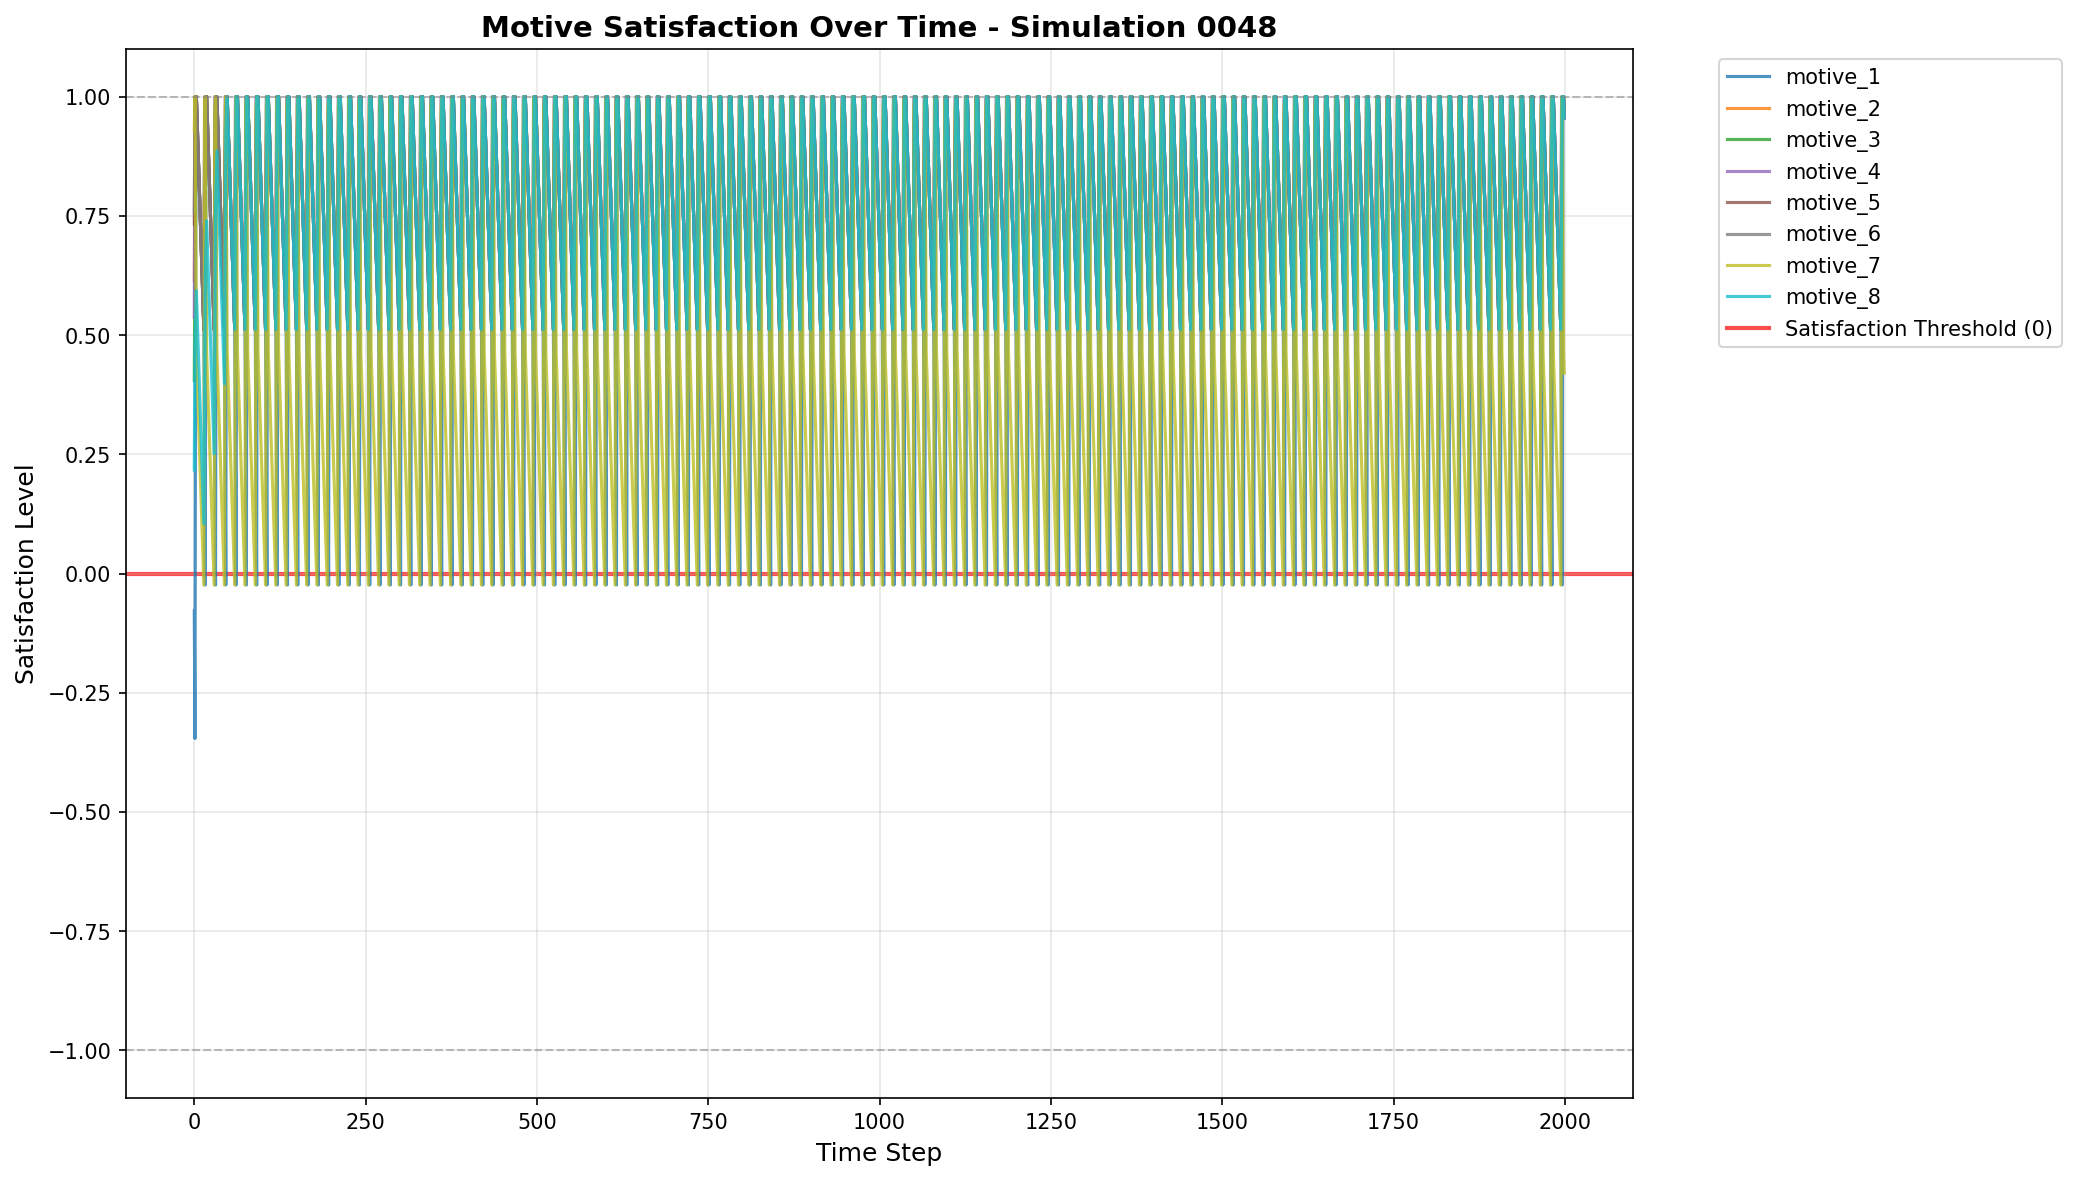 Motive Satisfaction Over Time - Simulation 0048
1.00
0.75
0.50
0.25
0.00
−0.25
−0.50
−0.75
−1.00
Satisfaction Level
0
250
500
750
1000
1250
1500
1750
2000
Time Step
motive_1
motive_2
motive_3
motive_4
motive_5
motive_6
motive_7
motive_8
Satisfaction Threshold (0)